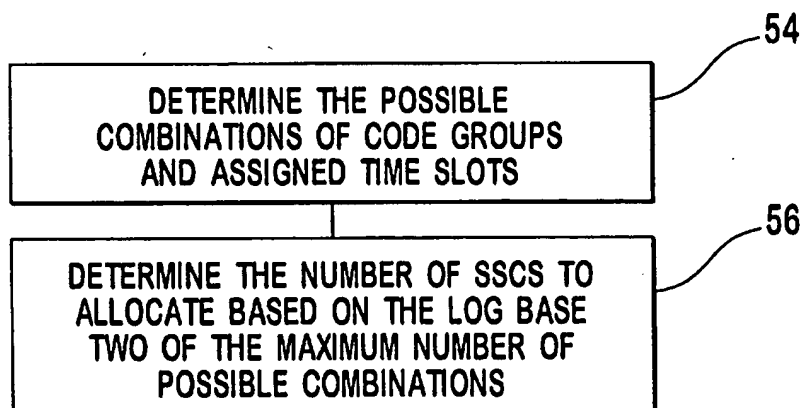 54
DETERMINE THE POSSIBLE
COMBINATIONS OF CODE GROUPS
AND ASSIGNED TIME SLOTS
56
DETERMINE THE NUMBER OF SSCS TO
ALLOCATE BASED ON THE LOG BASE
TWO OF THE MAXIMUM NUMBER OF
POSSIBLE COMBINATIONS